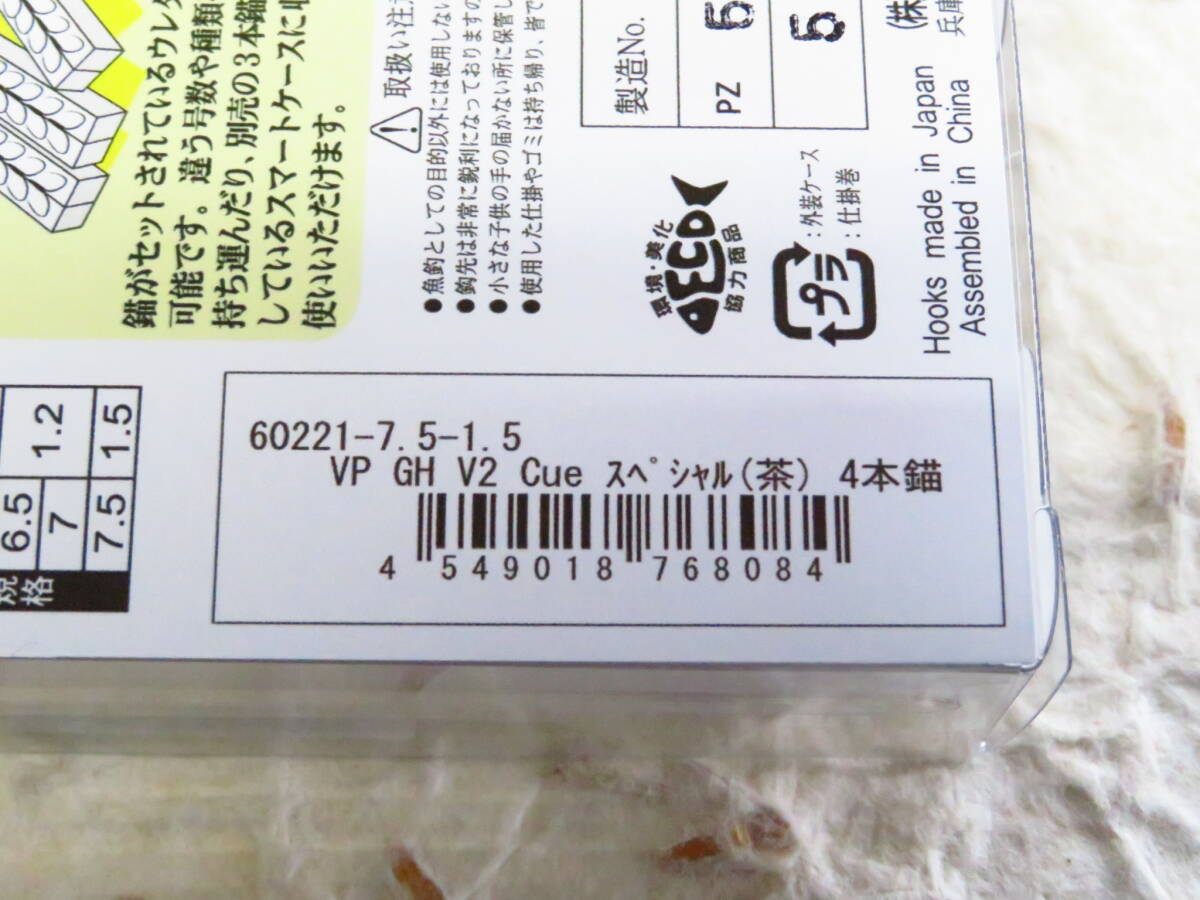 錨がセットされているウレタ
可能です。違う号数や種類
持ち運んだり、別売の3本錨
しているスマートケースに
使いいただけます。
取扱い注
●魚釣としての目的以外には使用しない
●鈎先は非常に鋭利になっておりますの
●小さな子供の手の届かない所に保管し
●使用した仕掛やゴミは持ち帰り、皆で
製造No.
PZ 5
5
環境・美化
ECO
協力商品
プラ
:外装ケース
:仕掛巻
Hooks made in Japan
Assembled in China
(株
兵庫
6.5
7 1.2
7.5 1.5
規格
60221-7.5-1.5
VP GH V2 Cue スペシャル(茶) 4本錨
4 549018 768084